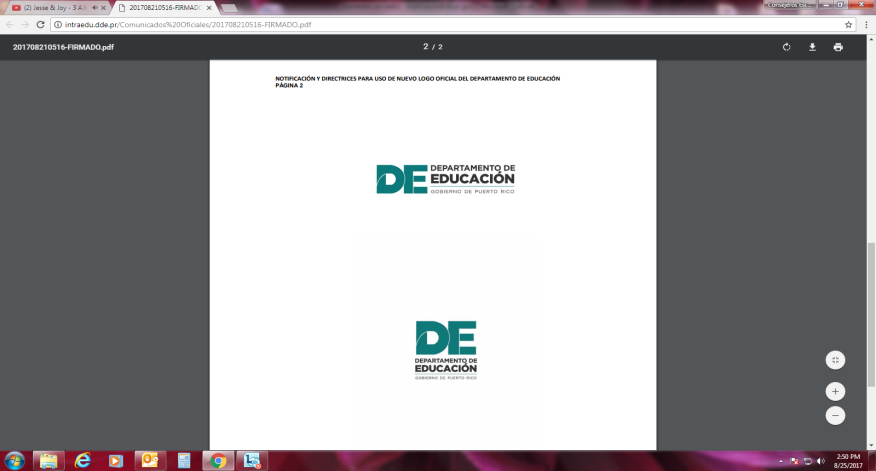 (2) Jesse & Joy - 3 A.M
201708210516-FIRMADO
Consejeros Esc...
intraedu.dde.pr/Comunicados%20Oficiales/201708210516-FIRMADO.pdf
201708210516-FIRMADO.pdf
2 / 2
NOTIFICACIÓN Y DIRECTRICES PARA USO DE NUEVO LOGO OFICIAL DEL DEPARTAMENTO DE EDUCACIÓN
PÁGINA 2
DE
DEPARTAMENTO DE
EDUCACIÓN
GOBIERNO DE PUERTO RICO
DE
DEPARTAMENTO DE
EDUCACIÓN
GOBIERNO DE PUERTO RICO
2:50 PM
8/25/2017